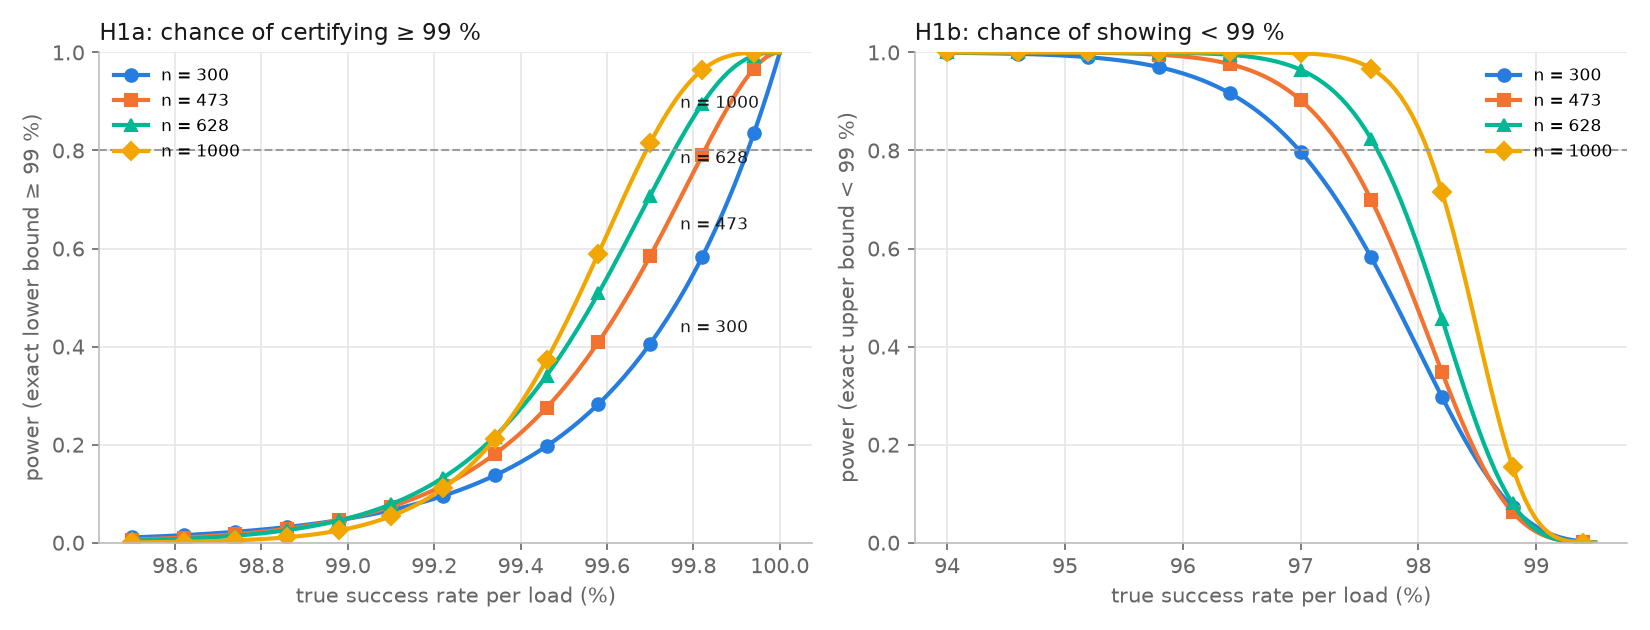 H1a: chance of certifying ≥ 99 %
power (exact lower bound ≥ 99 %)
1.0
0.8
0.6
0.4
0.2
0.0
n = 300
n = 473
n = 628
n = 1000
n = 1000
n = 628
n = 473
n = 300
98.6 98.8 99.0 99.2 99.4 99.6 99.8 100.0
true success rate per load (%)
H1b: chance of showing < 99 %
power (exact upper bound < 99 %)
1.0
0.8
0.6
0.4
0.2
0.0
n = 300
n = 473
n = 628
n = 1000
94 95 96 97 98 99
true success rate per load (%)